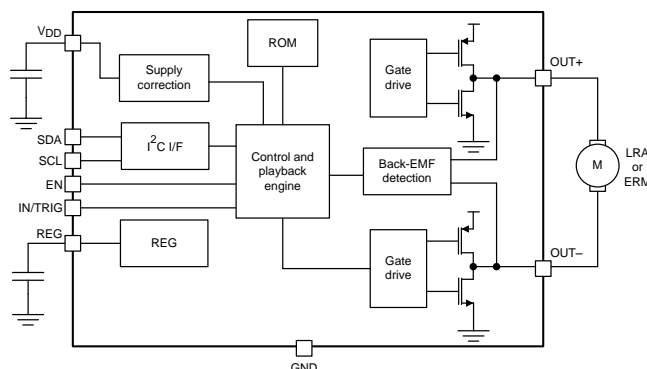 VDD
ROM
OUT+
Supply
correction
Gate
drive
SDA
I2C I/F
SCL
Control and
playback
engine
Back-EMF
detection
M
LRA
or
ERM
EN
IN/TRIG
REG
REG
Gate
drive
OUT–
GND